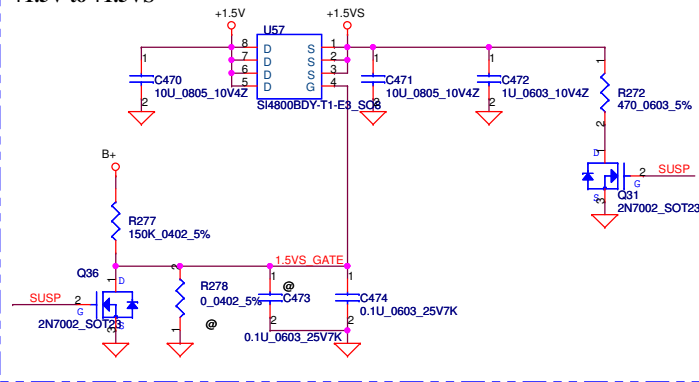 +1.5V to +1.5VS
+1.5V
+1.5VS
U57
8 D S 1
7 D S 2
6 D S 3
5 D G 4
SI4800BDY-T1-E3_SO8
1
C470
10U_0805_10V4Z
2
1
C471
10U_0805_10V4Z
2
1
C472
1U_0603_10V4Z
2
1
R272
470_0603_5%
2
1
D
2
SUSP
G
S
3
Q31
2N7002_SOT23
B+
R277
150K_0402_5%
1.5VS_GATE
Q36
1
D
SUSP
2
G
S
3
2N7002_SOT23
2
R278
0_0402_5%
1
@
1
@
C473
2
0.1U_0603_25V7K
1
C474
0.1U_0603_25V7K
2